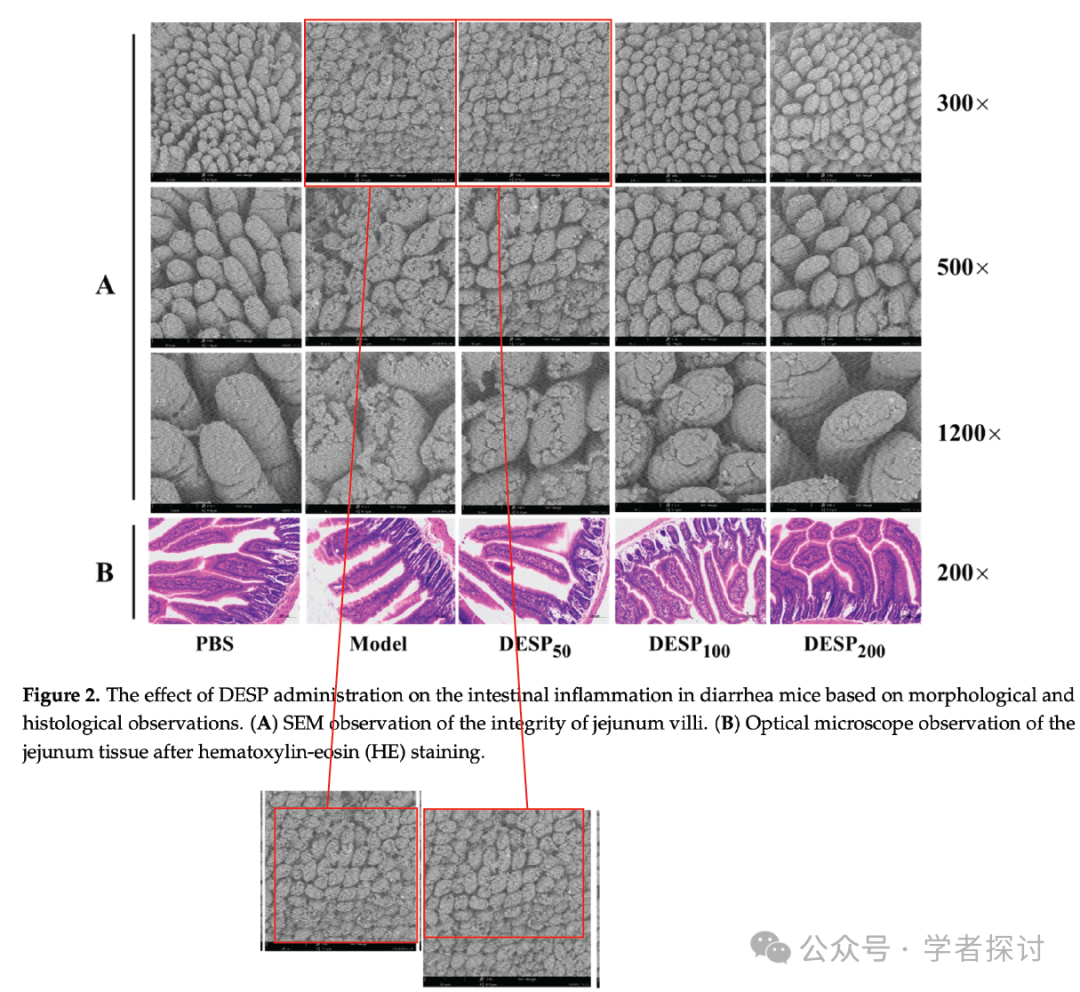 300×
A
500×
1200×
B
200×
PBS
Model
DESP50
DESP100
DESP200
Figure 2. The effect of DESP administration on the intestinal inflammation in diarrhea mice based on morphological and
histological observations. (A) SEM observation of the integrity of jejunum villi. (B) Optical microscope observation of the
jejunum tissue after hematoxylin-eosin (HE) staining.
公众号 · 学者探讨